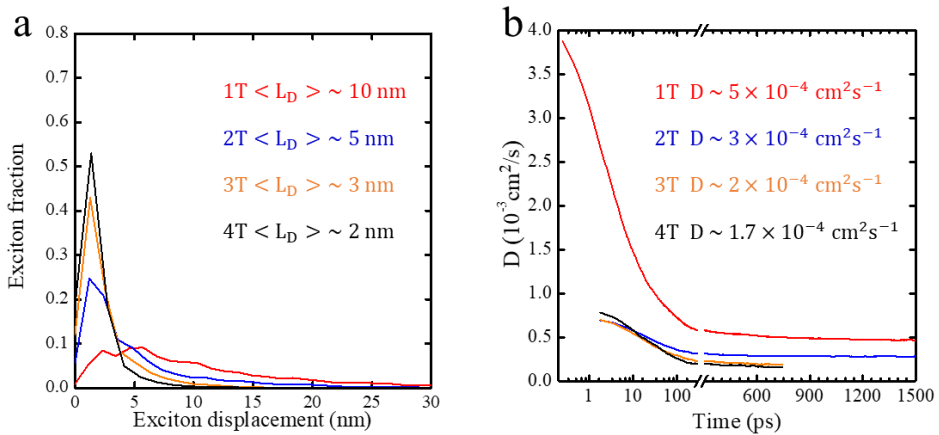 a
0.8
0.7
0.6
0.5
0.4
0.3
0.2
0.1
0.0
Exciton fraction
1T < L_D > ~ 10 nm
2T < L_D > ~ 5 nm
3T < L_D > ~ 3 nm
4T < L_D > ~ 2 nm
0 5 10 15 20 25 30
Exciton displacement (nm)
b
4.0
3.5
3.0
2.5
2.0
1.5
1.0
0.5
0.0
D (10⁻³cm²/s)
1T D ~ 5 × 10⁻⁴ cm²s⁻¹
2T D ~ 3 × 10⁻⁴ cm²s⁻¹
3T D ~ 2 × 10⁻⁴ cm²s⁻¹
4T D ~ 1.7 × 10⁻⁴ cm²s⁻¹
1 10 100 600 900 1200 1500
Time (ps)